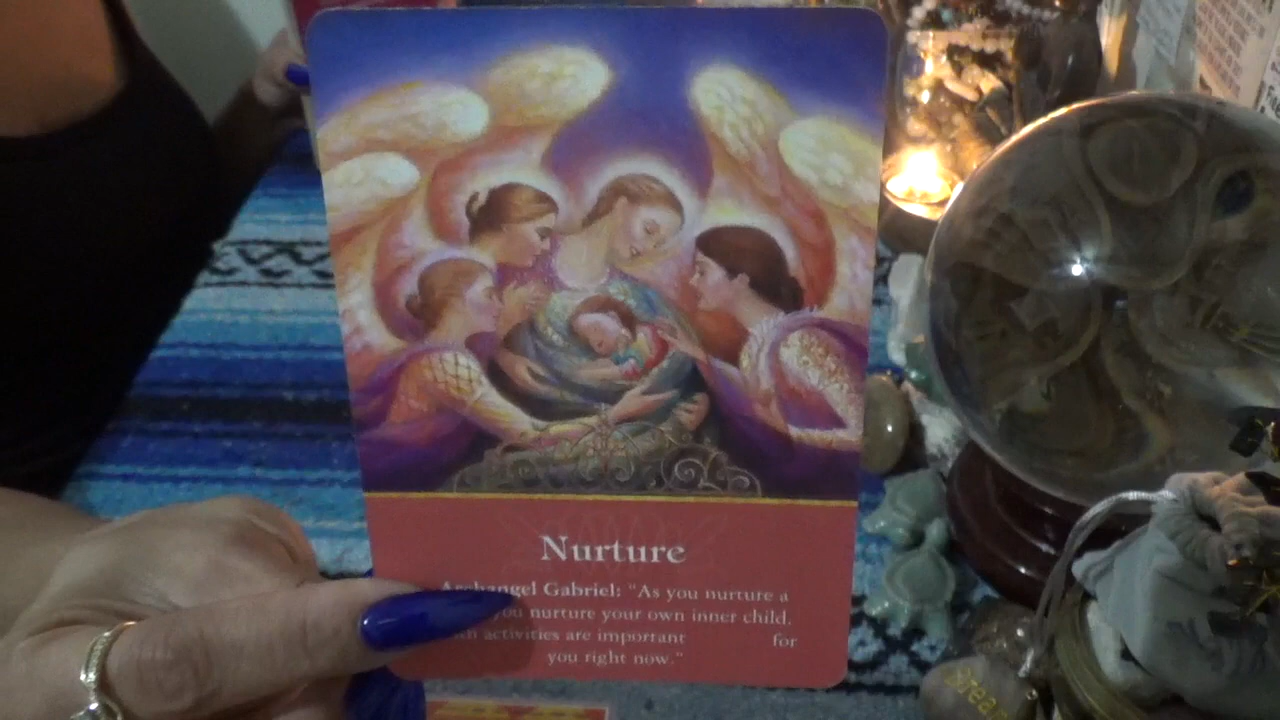 Nurture
Archangel Gabriel: "As you nurture a
you nurture your own inner child.
activities are important for
you right now."
Dream